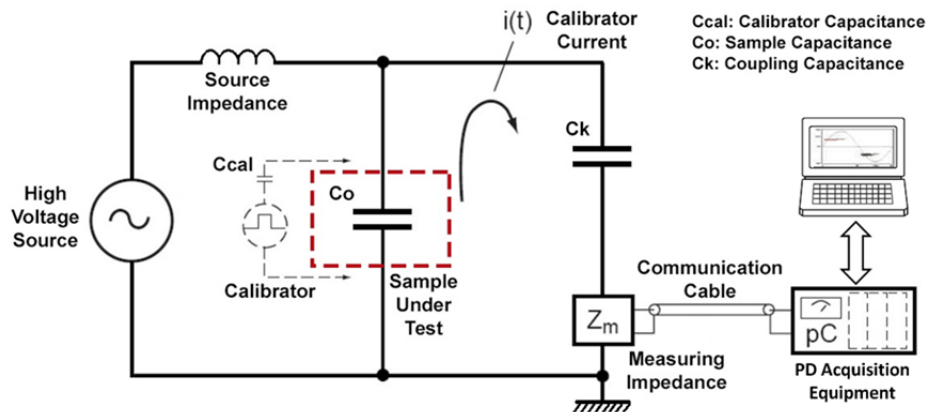 i(t)
Calibrator
Current
Ccal: Calibrator Capacitance
Co: Sample Capacitance
Ck: Coupling Capacitance
Source
Impedance
Ck
Ccal
Co
High
Voltage
Source
Calibrator
Sample
Under
Test
Communication
Cable
Zm
pC
Measuring
Impedance
PD Acquisition
Equipment